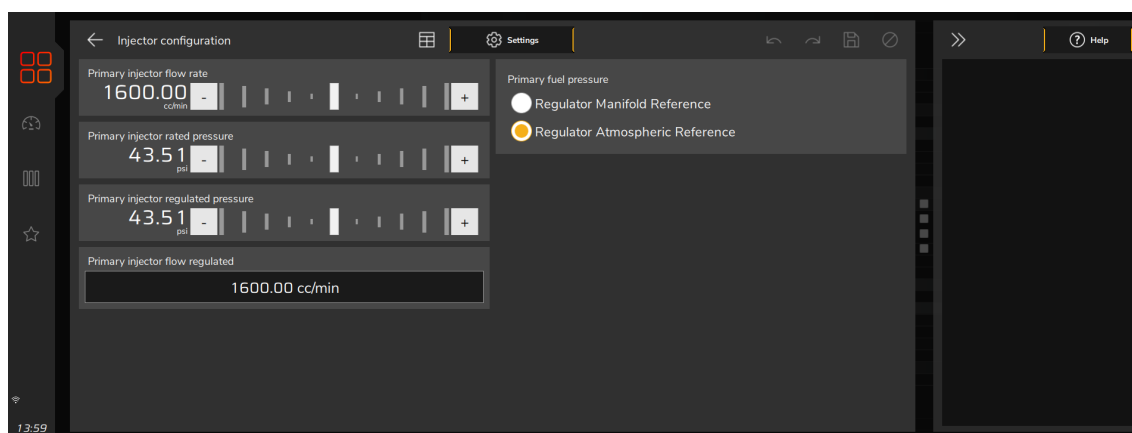 Injector configuration
Settings
Help
Primary injector flow rate
1600.00
cc/min
-
+
Primary injector rated pressure
43.51
psi
-
+
Primary injector regulated pressure
43.51
psi
-
+
Primary injector flow regulated
1600.00 cc/min
Primary fuel pressure
Regulator Manifold Reference
Regulator Atmospheric Reference
13:59